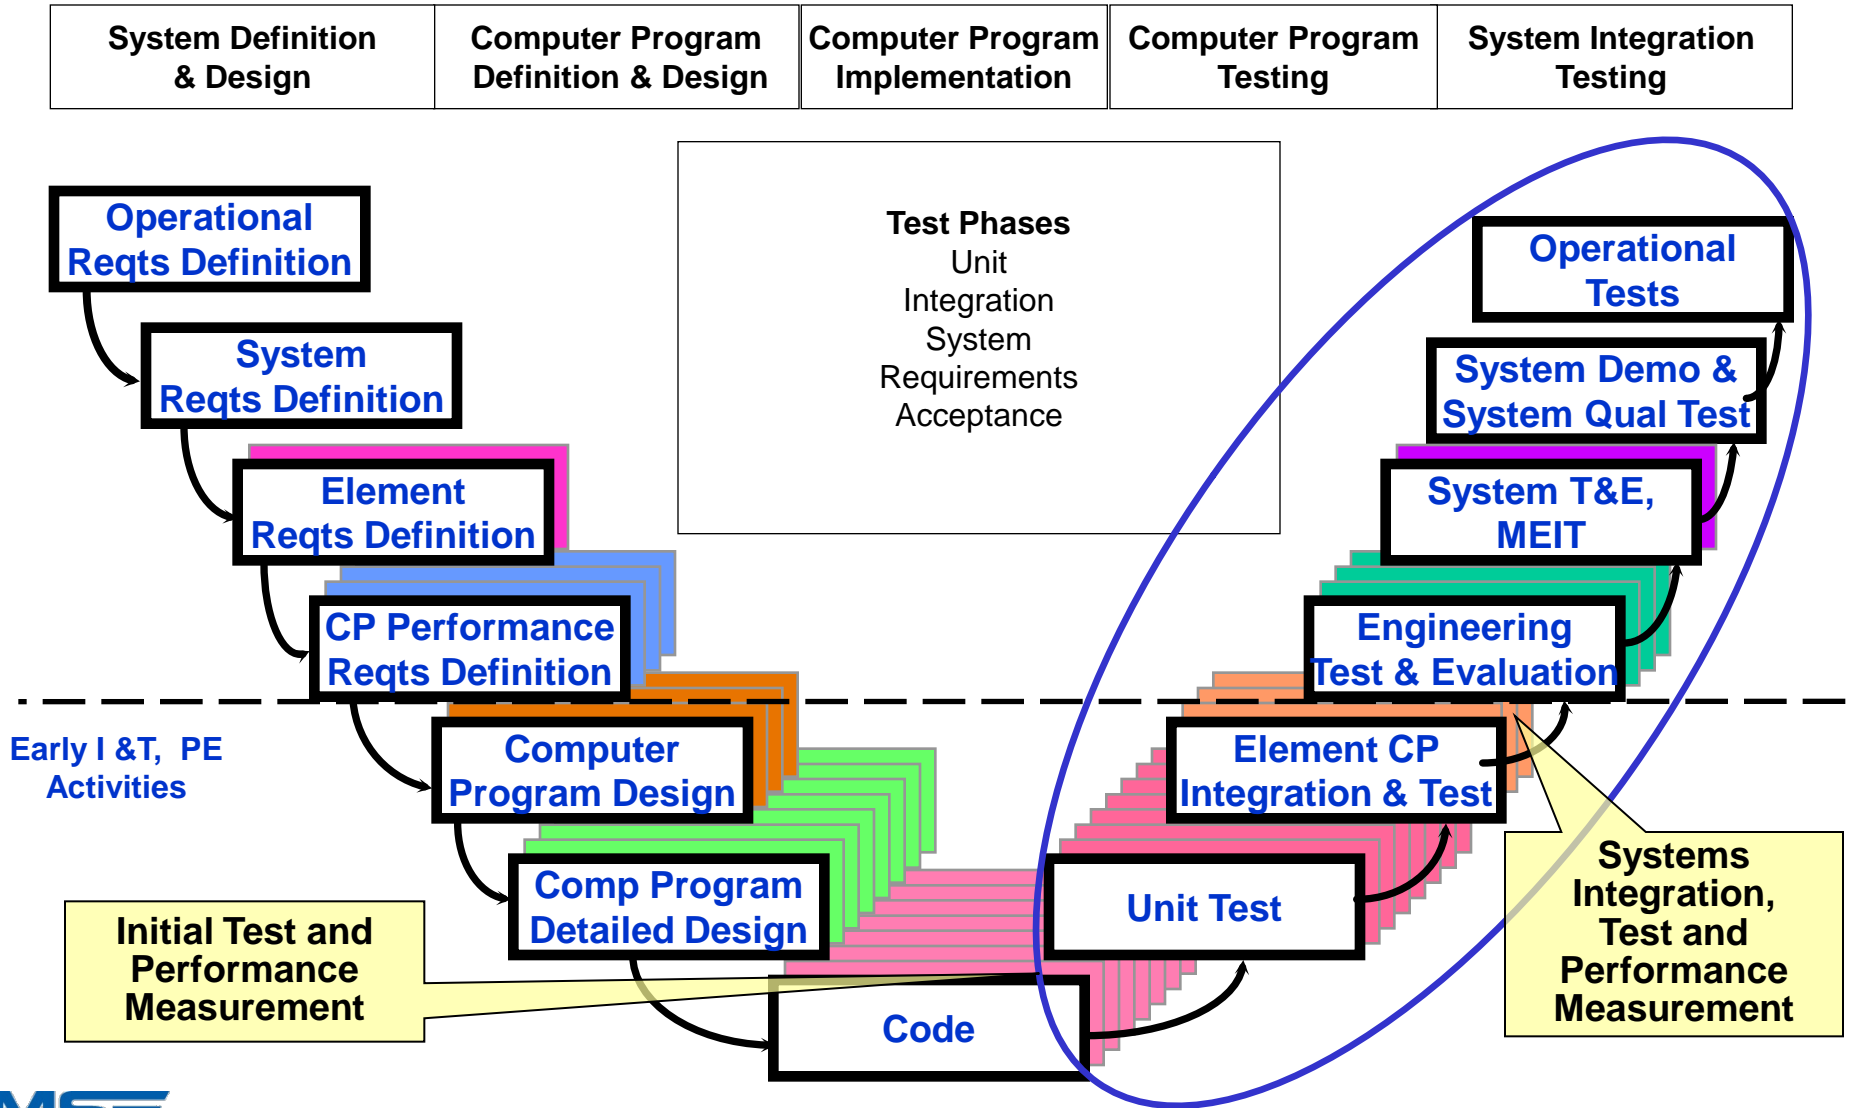 System Definition
& Design
Computer Program
Definition & Design
Computer Program
Implementation
Computer Program
Testing
System Integration
Testing
Test Phases
Unit
Integration
System
Requirements
Acceptance
Operational
Reqts Definition
System
Reqts Definition
Element
Reqts Definition
CP Performance
Reqts Definition
Early I &T, PE
Activities
Computer
Program Design
Comp Program
Detailed Design
Initial Test and
Performance
Measurement
Code
Unit Test
Element CP
Integration & Test
Engineering
Test & Evaluation
System T&E,
MEIT
System Demo &
System Qual Test
Operational
Tests
Systems
Integration,
Test and
Performance
Measurement